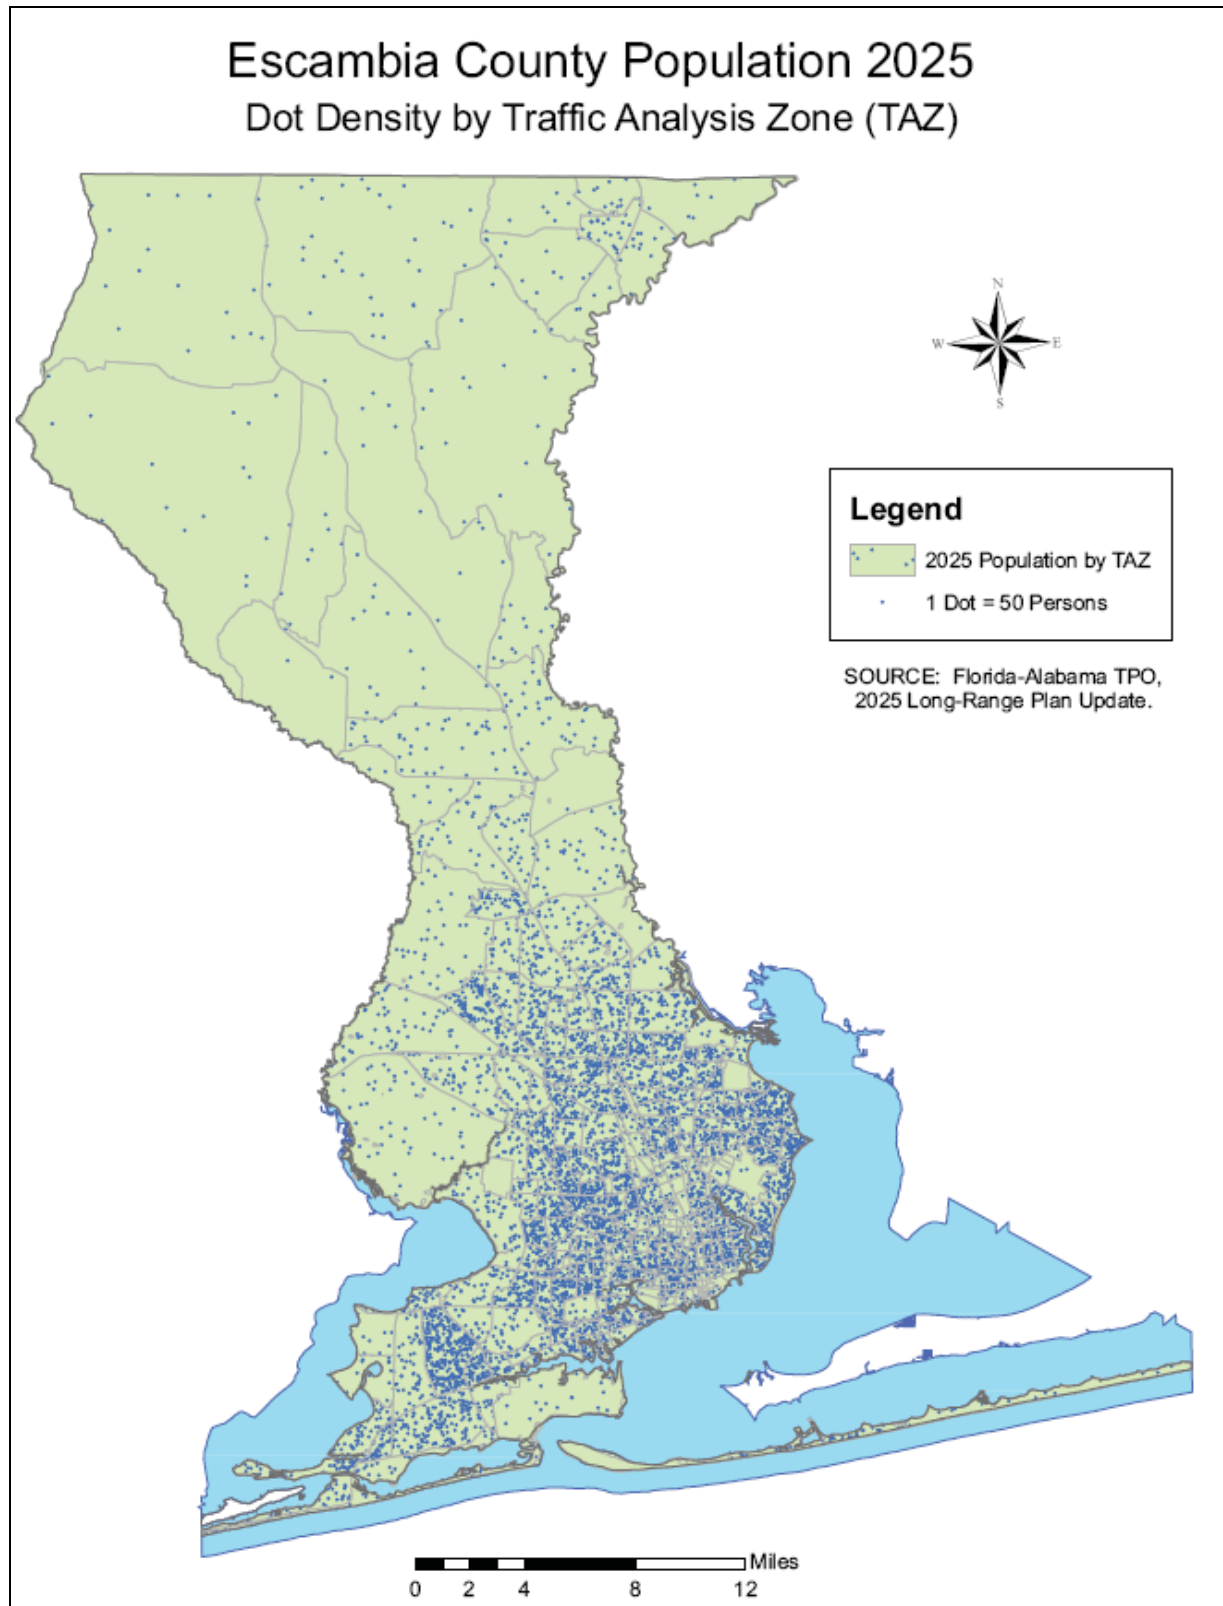 Escambia County Population 2025
Dot Density by Traffic Analysis Zone (TAZ)
N
W
E
S
Legend
2025 Population by TAZ
1 Dot = 50 Persons
SOURCE: Florida-Alabama TPO,
2025 Long-Range Plan Update.
Miles
0 2 4 8 12